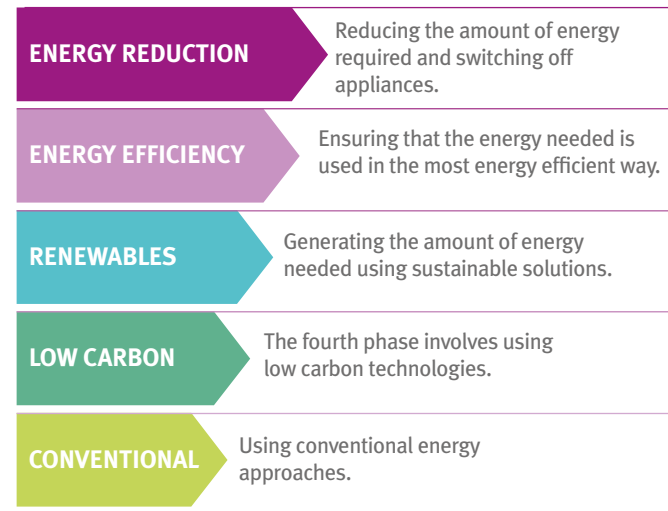 ENERGY REDUCTION
Reducing the amount of energy
required and switching off
appliances.
ENERGY EFFICIENCY
Ensuring that the energy needed is
used in the most energy efficient way.
RENEWABLES
Generating the amount of energy
needed using sustainable solutions.
LOW CARBON
The fourth phase involves using
low carbon technologies.
CONVENTIONAL
Using conventional energy
approaches.